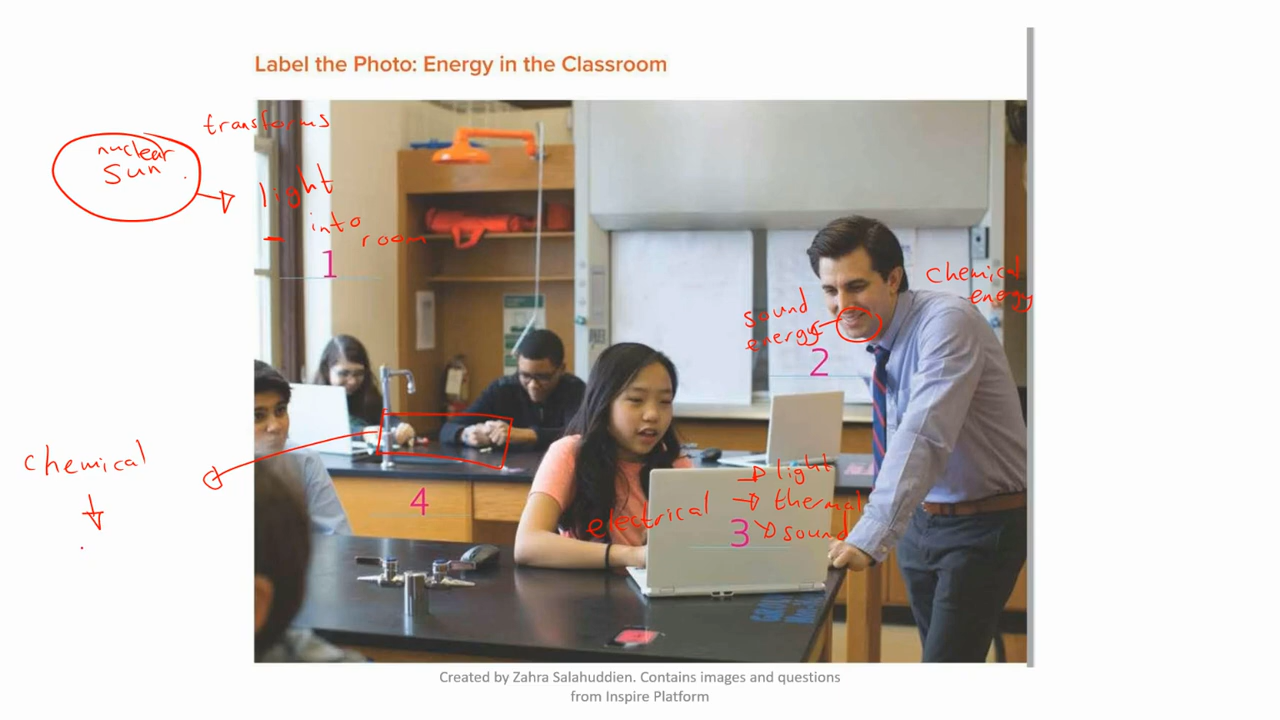 Label the Photo: Energy in the Classroom
transforms
nuclear
sun
light
into
room
1
chemical
energy
sound
energy
2
chemical
4
electrical
light
thermal
3
sound
Created by Zahra Salahuddien. Contains images and questions
from Inspire Platform